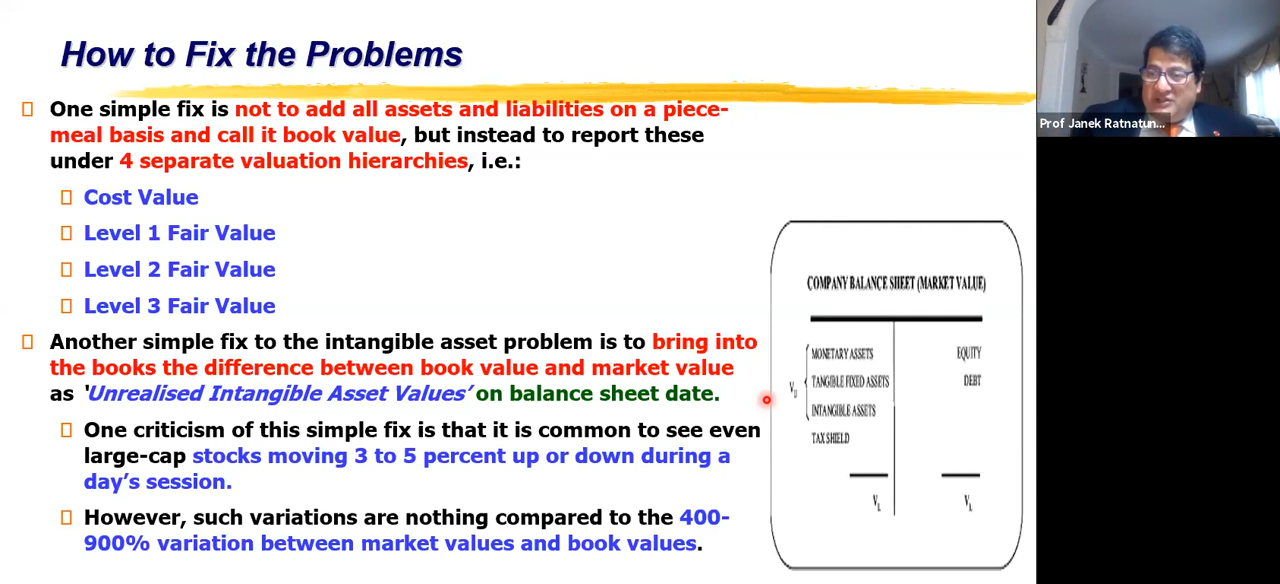 How to Fix the Problems
One simple fix is not to add all assets and liabilities on a piece-
meal basis and call it book value, but instead to report these
under 4 separate valuation hierarchies, i.e.:
Cost Value
Level 1 Fair Value
Level 2 Fair Value
Level 3 Fair Value
Another simple fix to the intangible asset problem is to bring into
the books the difference between book value and market value
as 'Unrealised Intangible Asset Values' on balance sheet date.
One criticism of this simple fix is that it is common to see even
large-cap stocks moving 3 to 5 percent up or down during a
day's session.
However, such variations are nothing compared to the 400-
900% variation between market values and book values.
COMPANY BALANCE SHEET (MARKET VALUE)
MONETARY ASSETS EQUITY
VU TANGIBLE FIXED ASSETS DEBT
INTANGIBLE ASSETS
TAX SHIELD
VL VL
Prof Janek Ratnatun...